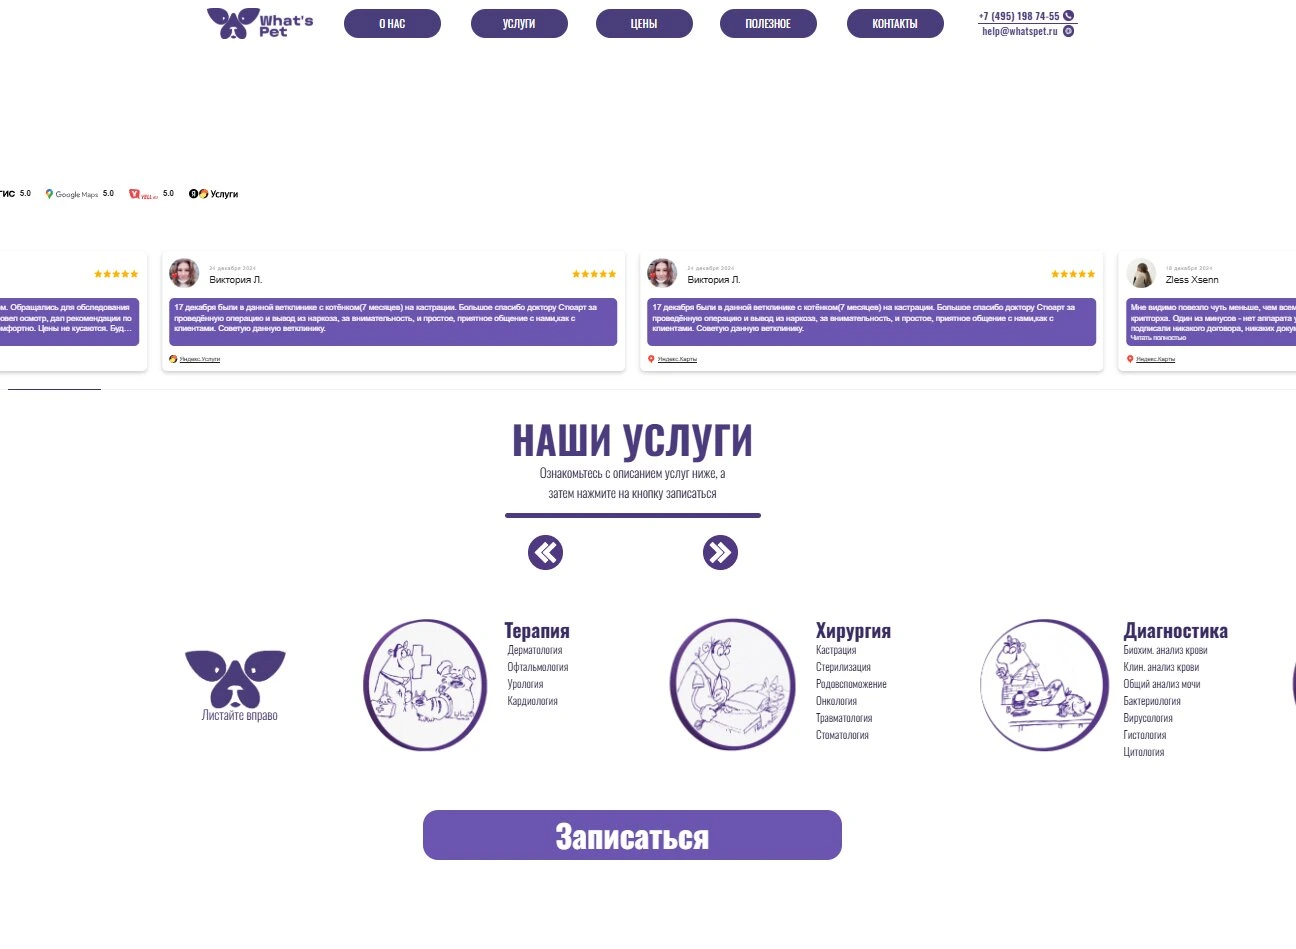 What's
Pet
О НАС
УСЛУГИ
ЦЕНЫ
ПОЛЕЗНОЕ
КОНТАКТЫ
+7 (495) 198 74-55
help@whatspet.ru
ГИС 5.0
Google Maps 5.0
YELL.RU 5.0
Я Услуги
м. Обращались для обследования
овел осмотр, дал рекомендации по
мфортно. Цены не кусаются. Буд...
24 декабря 2024
Виктория Л.
17 декабря были в данной ветклинике с котёнком(7 месяцев) на кастрации. Большое спасибо доктору Стюарт за
проведённую операцию и вывод из наркоза, за внимательность, и простое, приятное общение с нами,как с
клиентами. Советую данную ветклинику.
Яндекс.Услуги
24 декабря 2024
Виктория Л.
17 декабря были в данной ветклинике с котёнком(7 месяцев) на кастрации. Большое спасибо доктору Стюарт за
проведённую операцию и вывод из наркоза, за внимательность, и простое, приятное общение с нами,как с
клиентами. Советую данную ветклинику.
Яндекс.Карты
18 декабря 2024
Zless Xsenn
Мне видимо повезло чуть меньше, чем всем
крипторха. Один из минусов - нет аппарата у
подписали никакого договора, никаких доку
Читать полностью
Яндекс.Карты
НАШИ УСЛУГИ
Ознакомьтесь с описанием услуг ниже, а
затем нажмите на кнопку записаться
Листайте вправо
Терапия
Дерматология
Офтальмология
Урология
Кардиология
Хирургия
Кастрация
Стерилизация
Родовспоможение
Онкология
Травматология
Стоматология
Диагностика
Биохим. анализ крови
Клин. анализ крови
Общий анализ мочи
Бактериология
Вирусология
Гистология
Цитология
Записаться